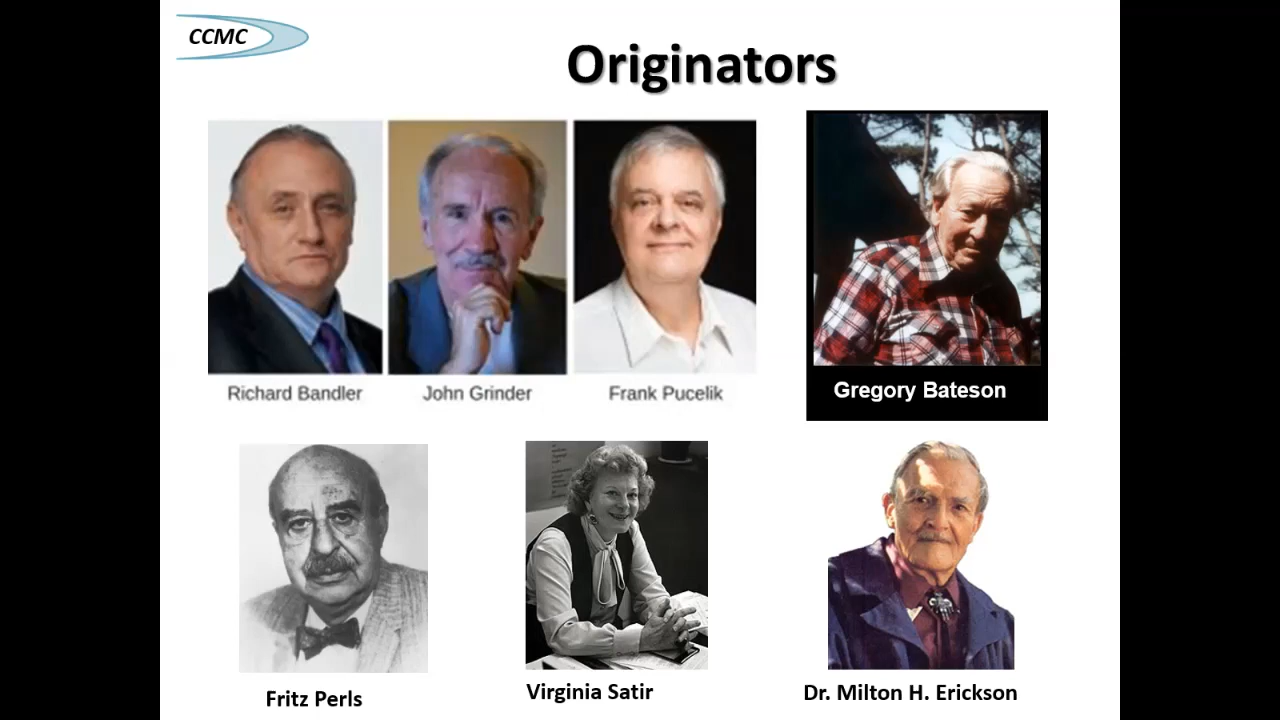 CCMC
Originators
Richard Bandler
John Grinder
Frank Pucelik
Gregory Bateson
Fritz Perls
Virginia Satir
Dr. Milton H. Erickson